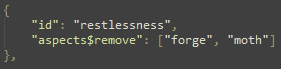 {
"id": "restlessness",
"aspects$remove": ["forge", "moth"]
},